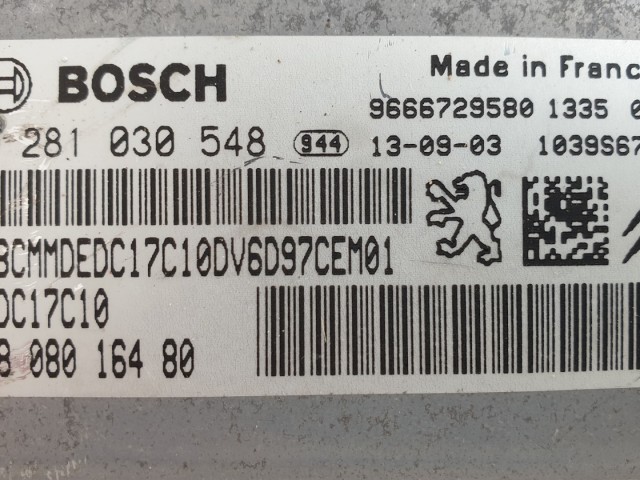 BOSCH
Made in Franc
9666729580 1335 0
281 030 548 944 13-09-03 1039S67
BCMMDEDC17C10DV6D97CEM01
DC17C10
8 080 164 80